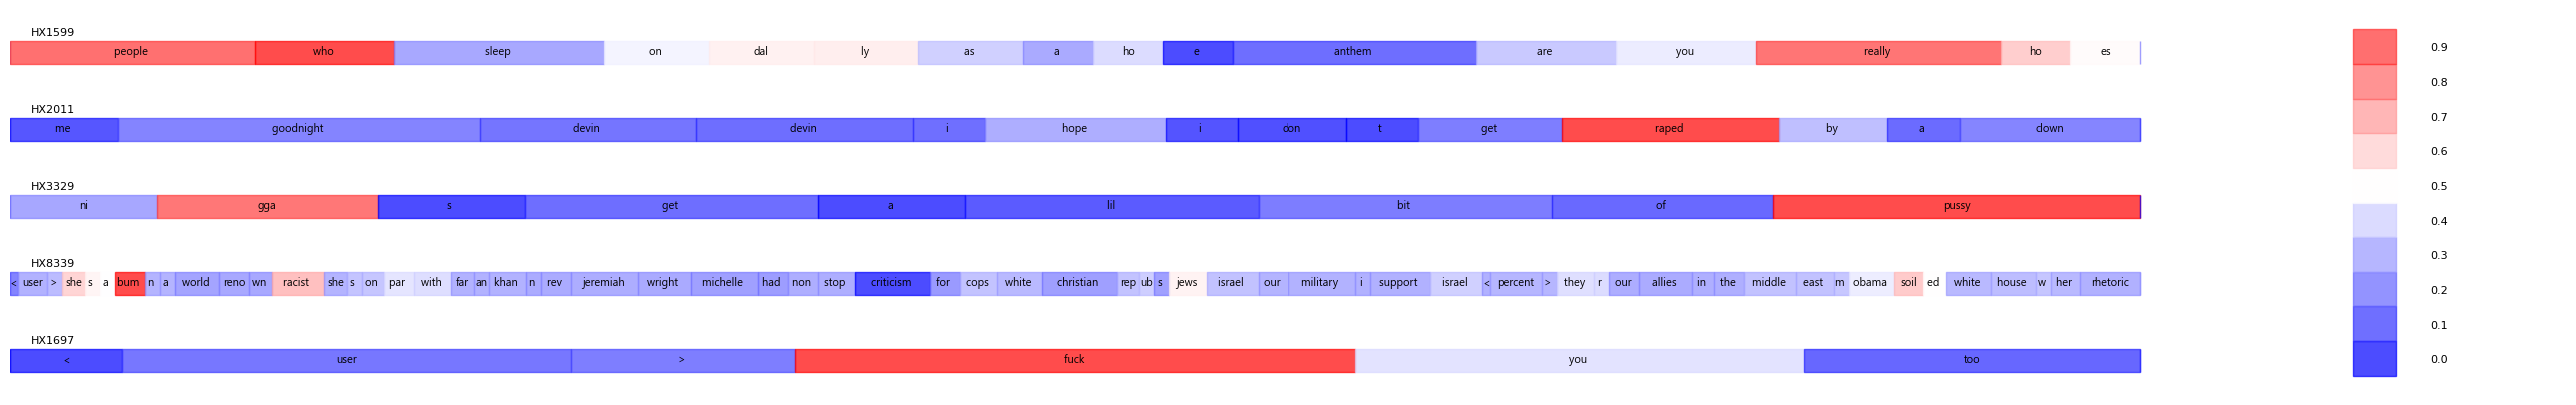 HX1599
people who sleep on dal ly as a ho e anthem are you really ho es
HX2011
me goodnight devin devin i hope i don t get raped by a clown
HX3329
ni gga s get a lil bit of pussy
HX8339
< user > she s a bum n a world reno wn racist she s on par with far an khan n rev jeremiah wright michelle had non stop criticism for cops white christian rep ub s jews israel our military i support israel < percent > they r our allies in the middle east m obama soil ed white house w her rhetoric
HX1697
< user > fuck you too
0.9
0.8
0.7
0.6
0.5
0.4
0.3
0.2
0.1
0.0